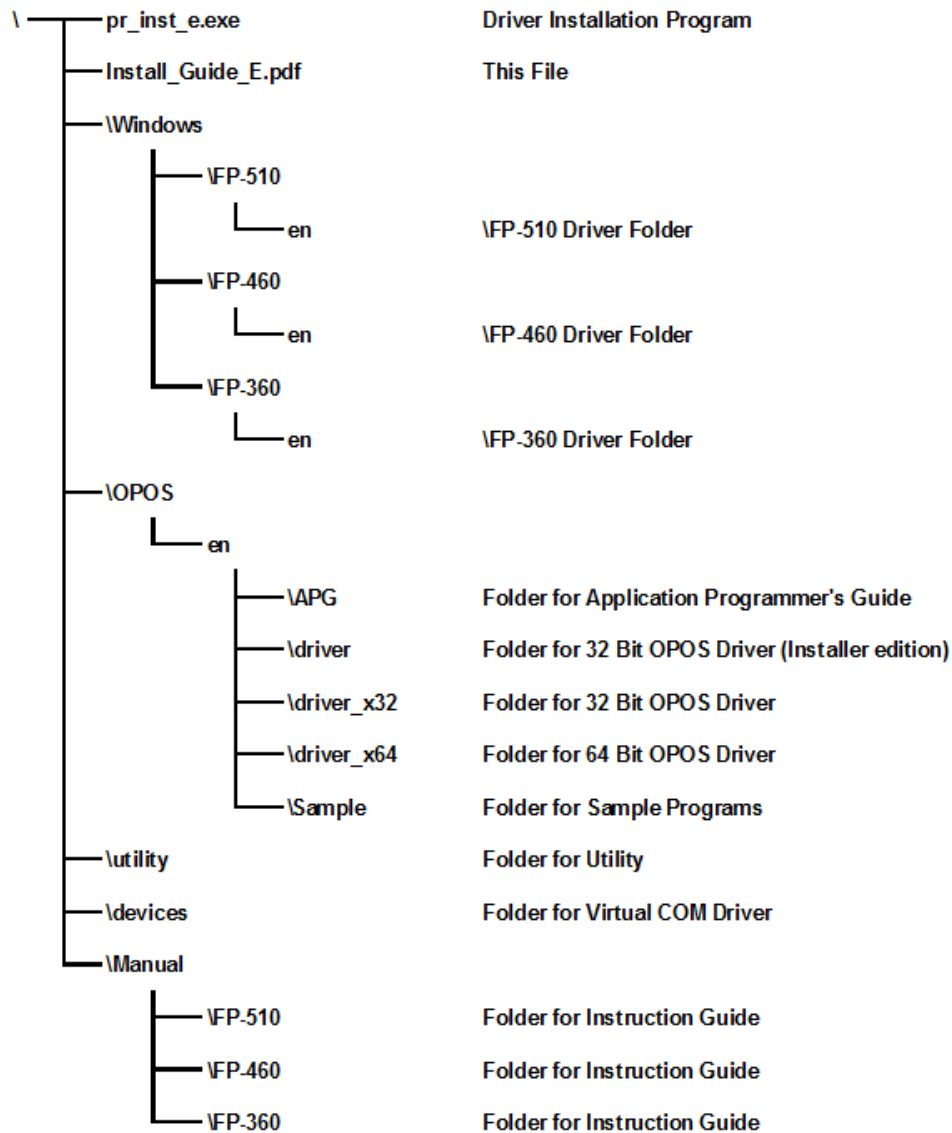 \ pr_inst_e.exe Driver Installation Program
Install_Guide_E.pdf This File
\Windows
\FP-510
en \FP-510 Driver Folder
\FP-460
en \FP-460 Driver Folder
\FP-360
en \FP-360 Driver Folder
\OPOS
en
\APG Folder for Application Programmer's Guide
\driver Folder for 32 Bit OPOS Driver (Installer edition)
\driver_x32 Folder for 32 Bit OPOS Driver
\driver_x64 Folder for 64 Bit OPOS Driver
\Sample Folder for Sample Programs
\utility Folder for Utility
\devices Folder for Virtual COM Driver
\Manual
\FP-510 Folder for Instruction Guide
\FP-460 Folder for Instruction Guide
\FP-360 Folder for Instruction Guide